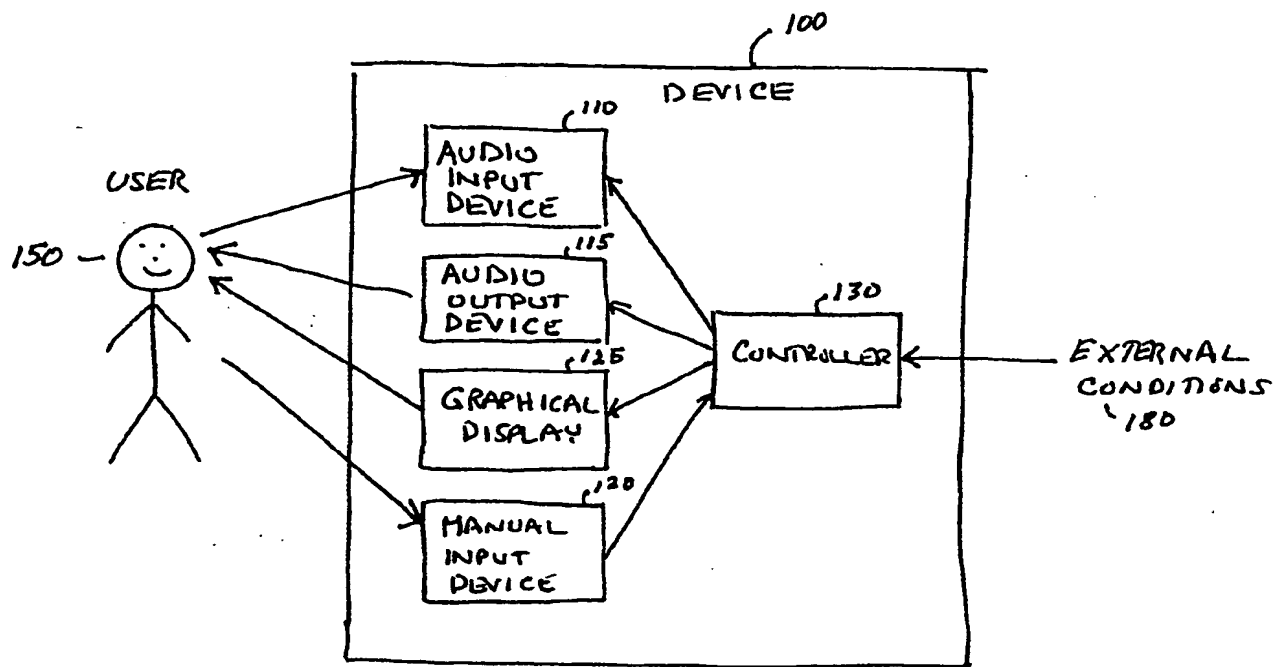 100
DEVICE
110
AUDIO
INPUT
DEVICE
USER
150
115
AUDIO
OUTPUT
DEVICE
130
CONTROLLER
EXTERNAL
CONDITIONS
180
125
GRAPHICAL
DISPLAY
120
MANUAL
INPUT
DEVICE